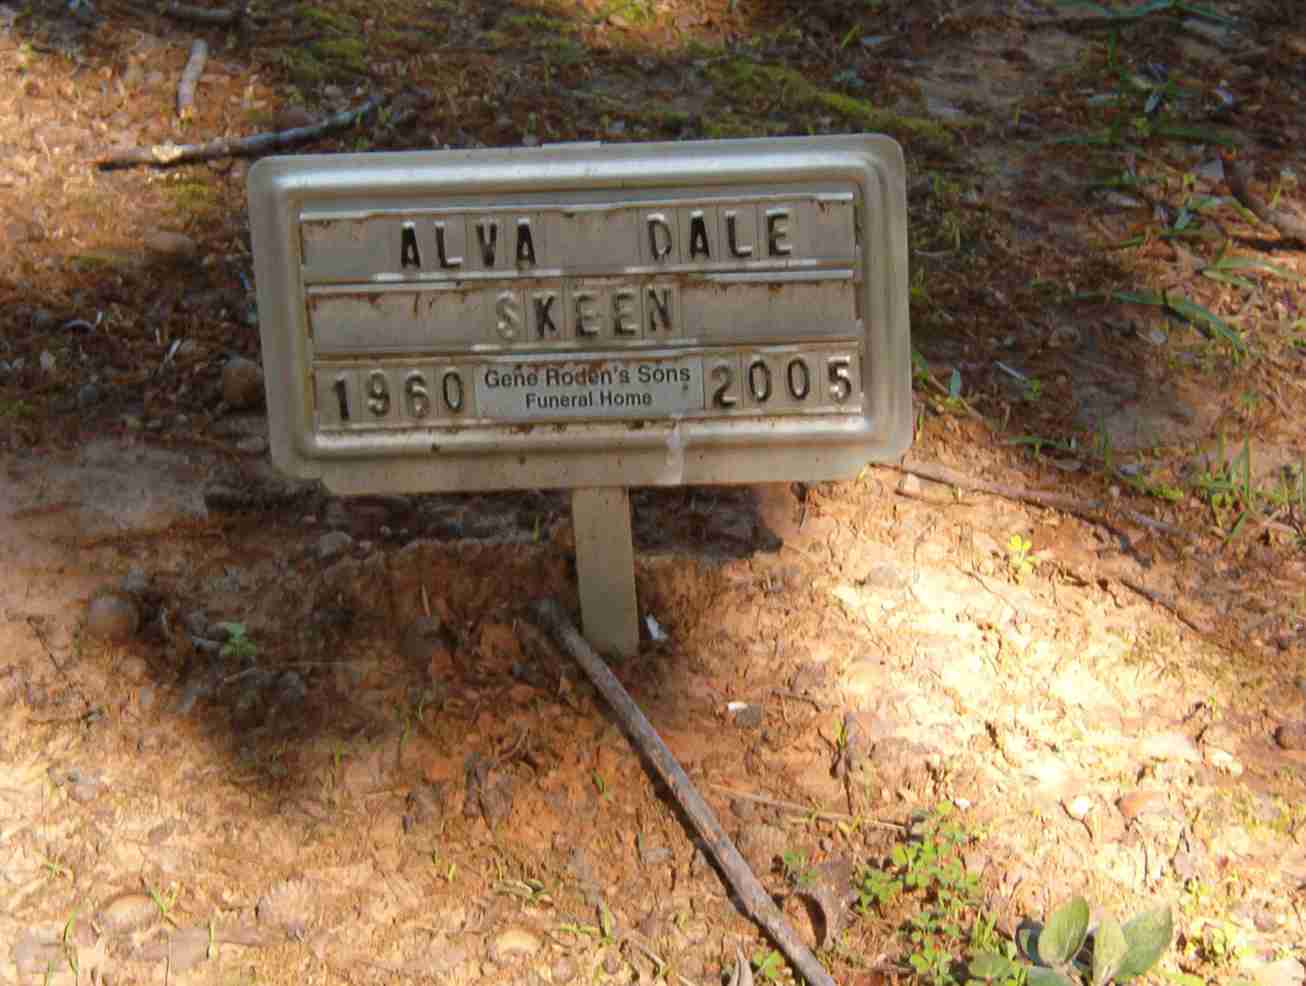 ALVA DALE
SKEEN
1960 Gene Roden's Sons Funeral Home 2005